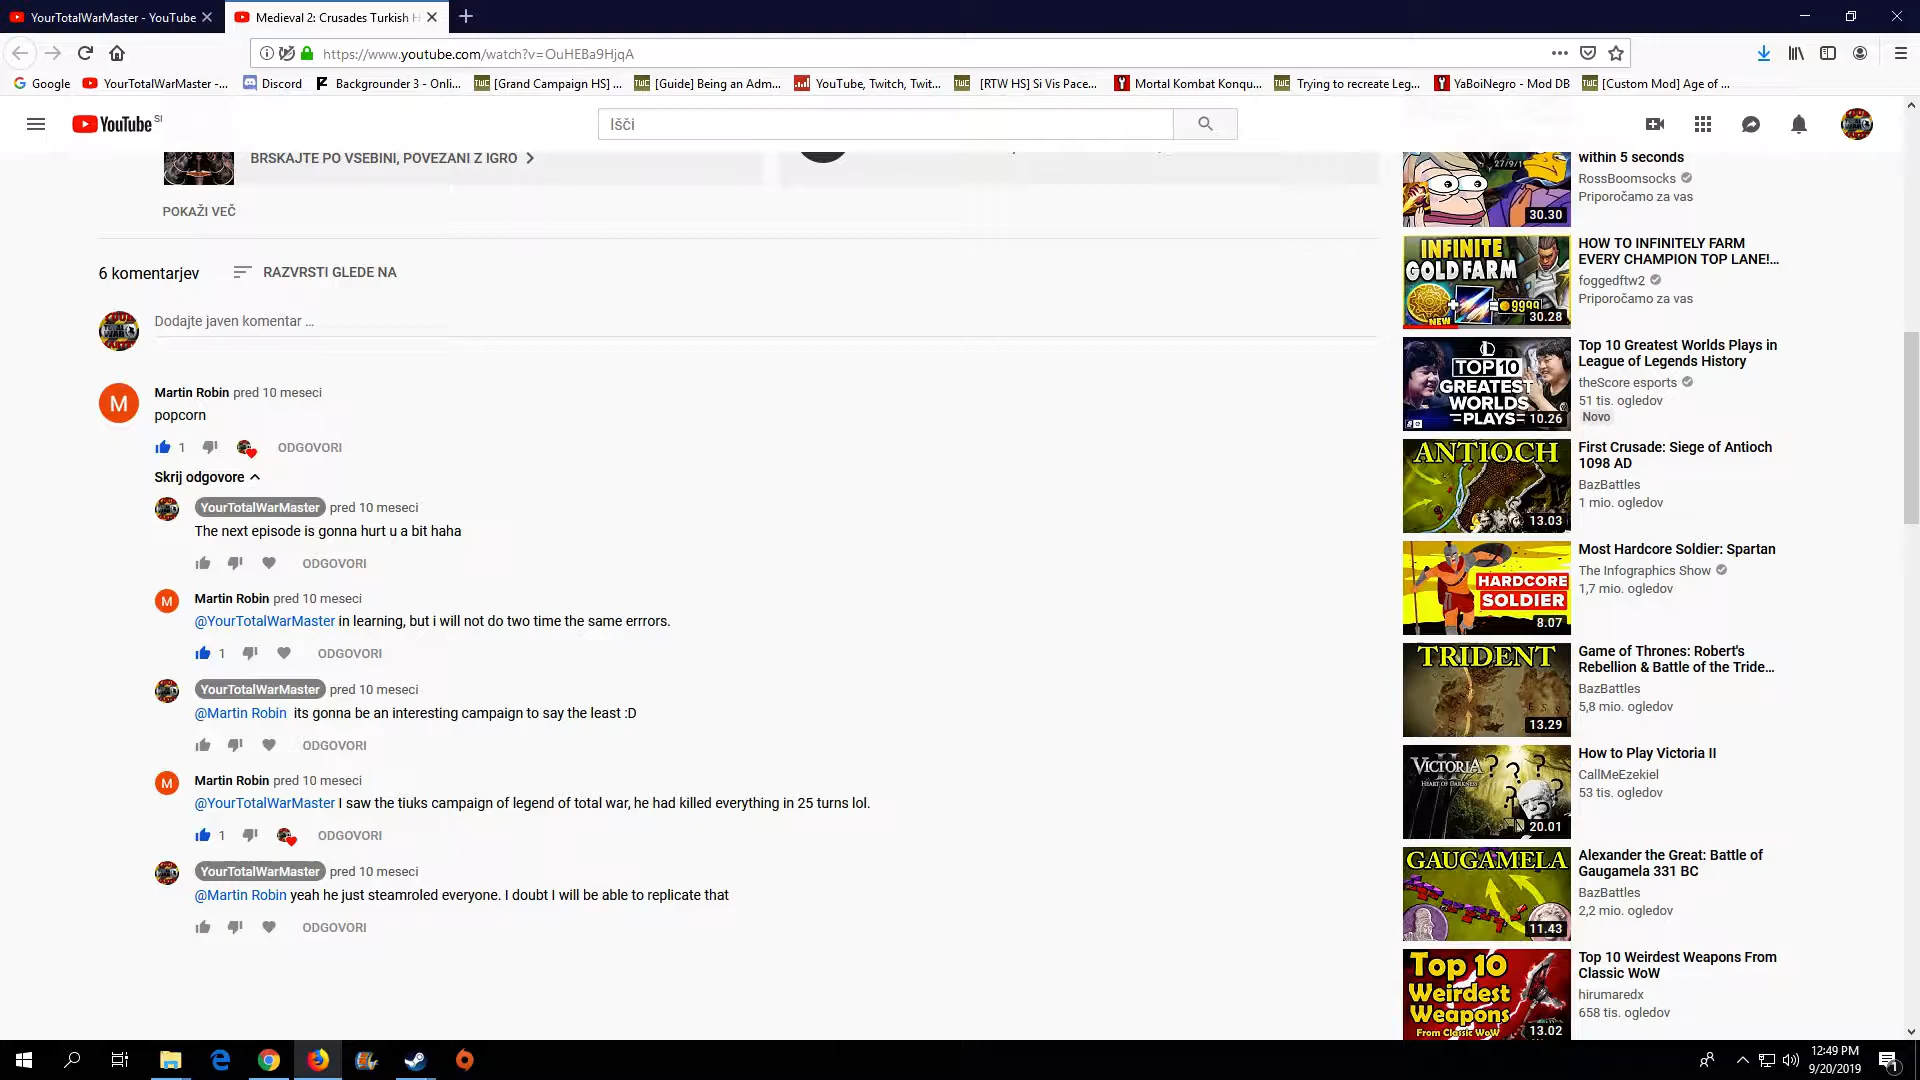 YourTotalWarMaster - YouTube
Medieval 2: Crusades Turkish H
https://www.youtube.com/watch?v=OuHEBa9HjqA
Google
YourTotalWarMaster -...
Discord
Backgrounder 3 - Onli...
TWC [Grand Campaign HS] ...
TWC [Guide] Being an Adm...
YouTube, Twitch, Twit...
TWC [RTW HS] Si Vis Pace...
Mortal Kombat Konqu...
TWC Trying to recreate Leg...
YaBoiNegro - Mod DB
TWC [Custom Mod] Age of ...
YouTube SI
Išči
BRSKAJTE PO VSEBINI, POVEZANI Z IGRO
POKAŽI VEČ
6 komentarjev
RAZVRSTI GLEDE NA
Dodajte javen komentar ...
M
Martin Robin pred 10 meseci
popcorn
1
ODGOVORI
Skrij odgovore
YourTotalWarMaster pred 10 meseci
The next episode is gonna hurt u a bit haha
ODGOVORI
M
Martin Robin pred 10 meseci
@YourTotalWarMaster in learning, but i will not do two time the same errrors.
1
ODGOVORI
YourTotalWarMaster pred 10 meseci
@Martin Robin its gonna be an interesting campaign to say the least :D
ODGOVORI
M
Martin Robin pred 10 meseci
@YourTotalWarMaster I saw the tiuks campaign of legend of total war, he had killed everything in 25 turns lol.
1
ODGOVORI
YourTotalWarMaster pred 10 meseci
@Martin Robin yeah he just steamroled everyone. I doubt I will be able to replicate that
ODGOVORI
27/9/1
30.30
within 5 seconds
RossBoomsocks
Priporočamo za vas
INFINITE
GOLD FARM
9999
NEW
30.28
HOW TO INFINITELY FARM
EVERY CHAMPION TOP LANE!...
foggedftw2
Priporočamo za vas
TOP 10
GREATEST
WORLDS
PLAYS
10.26
Top 10 Greatest Worlds Plays in
League of Legends History
theScore esports
51 tis. ogledov
Novo
ANTIOCH
13.03
First Crusade: Siege of Antioch
1098 AD
BazBattles
1 mio. ogledov
HARDCORE
SOLDIER
8.07
Most Hardcore Soldier: Spartan
The Infographics Show
1,7 mio. ogledov
TRIDENT
13.29
Game of Thrones: Robert's
Rebellion & Battle of the Tride...
BazBattles
5,8 mio. ogledov
VICTORIA II
HEART OF DARKNESS
? ? ? ? ? ?
20.01
How to Play Victoria II
CallMeEzekiel
53 tis. ogledov
GAUGAMELA
11.43
Alexander the Great: Battle of
Gaugamela 331 BC
BazBattles
2,2 mio. ogledov
Top 10
Weirdest
Weapons
From Classic WoW
13.02
Top 10 Weirdest Weapons From
Classic WoW
hirumaredx
658 tis. ogledov
12:49 PM
9/20/2019
1